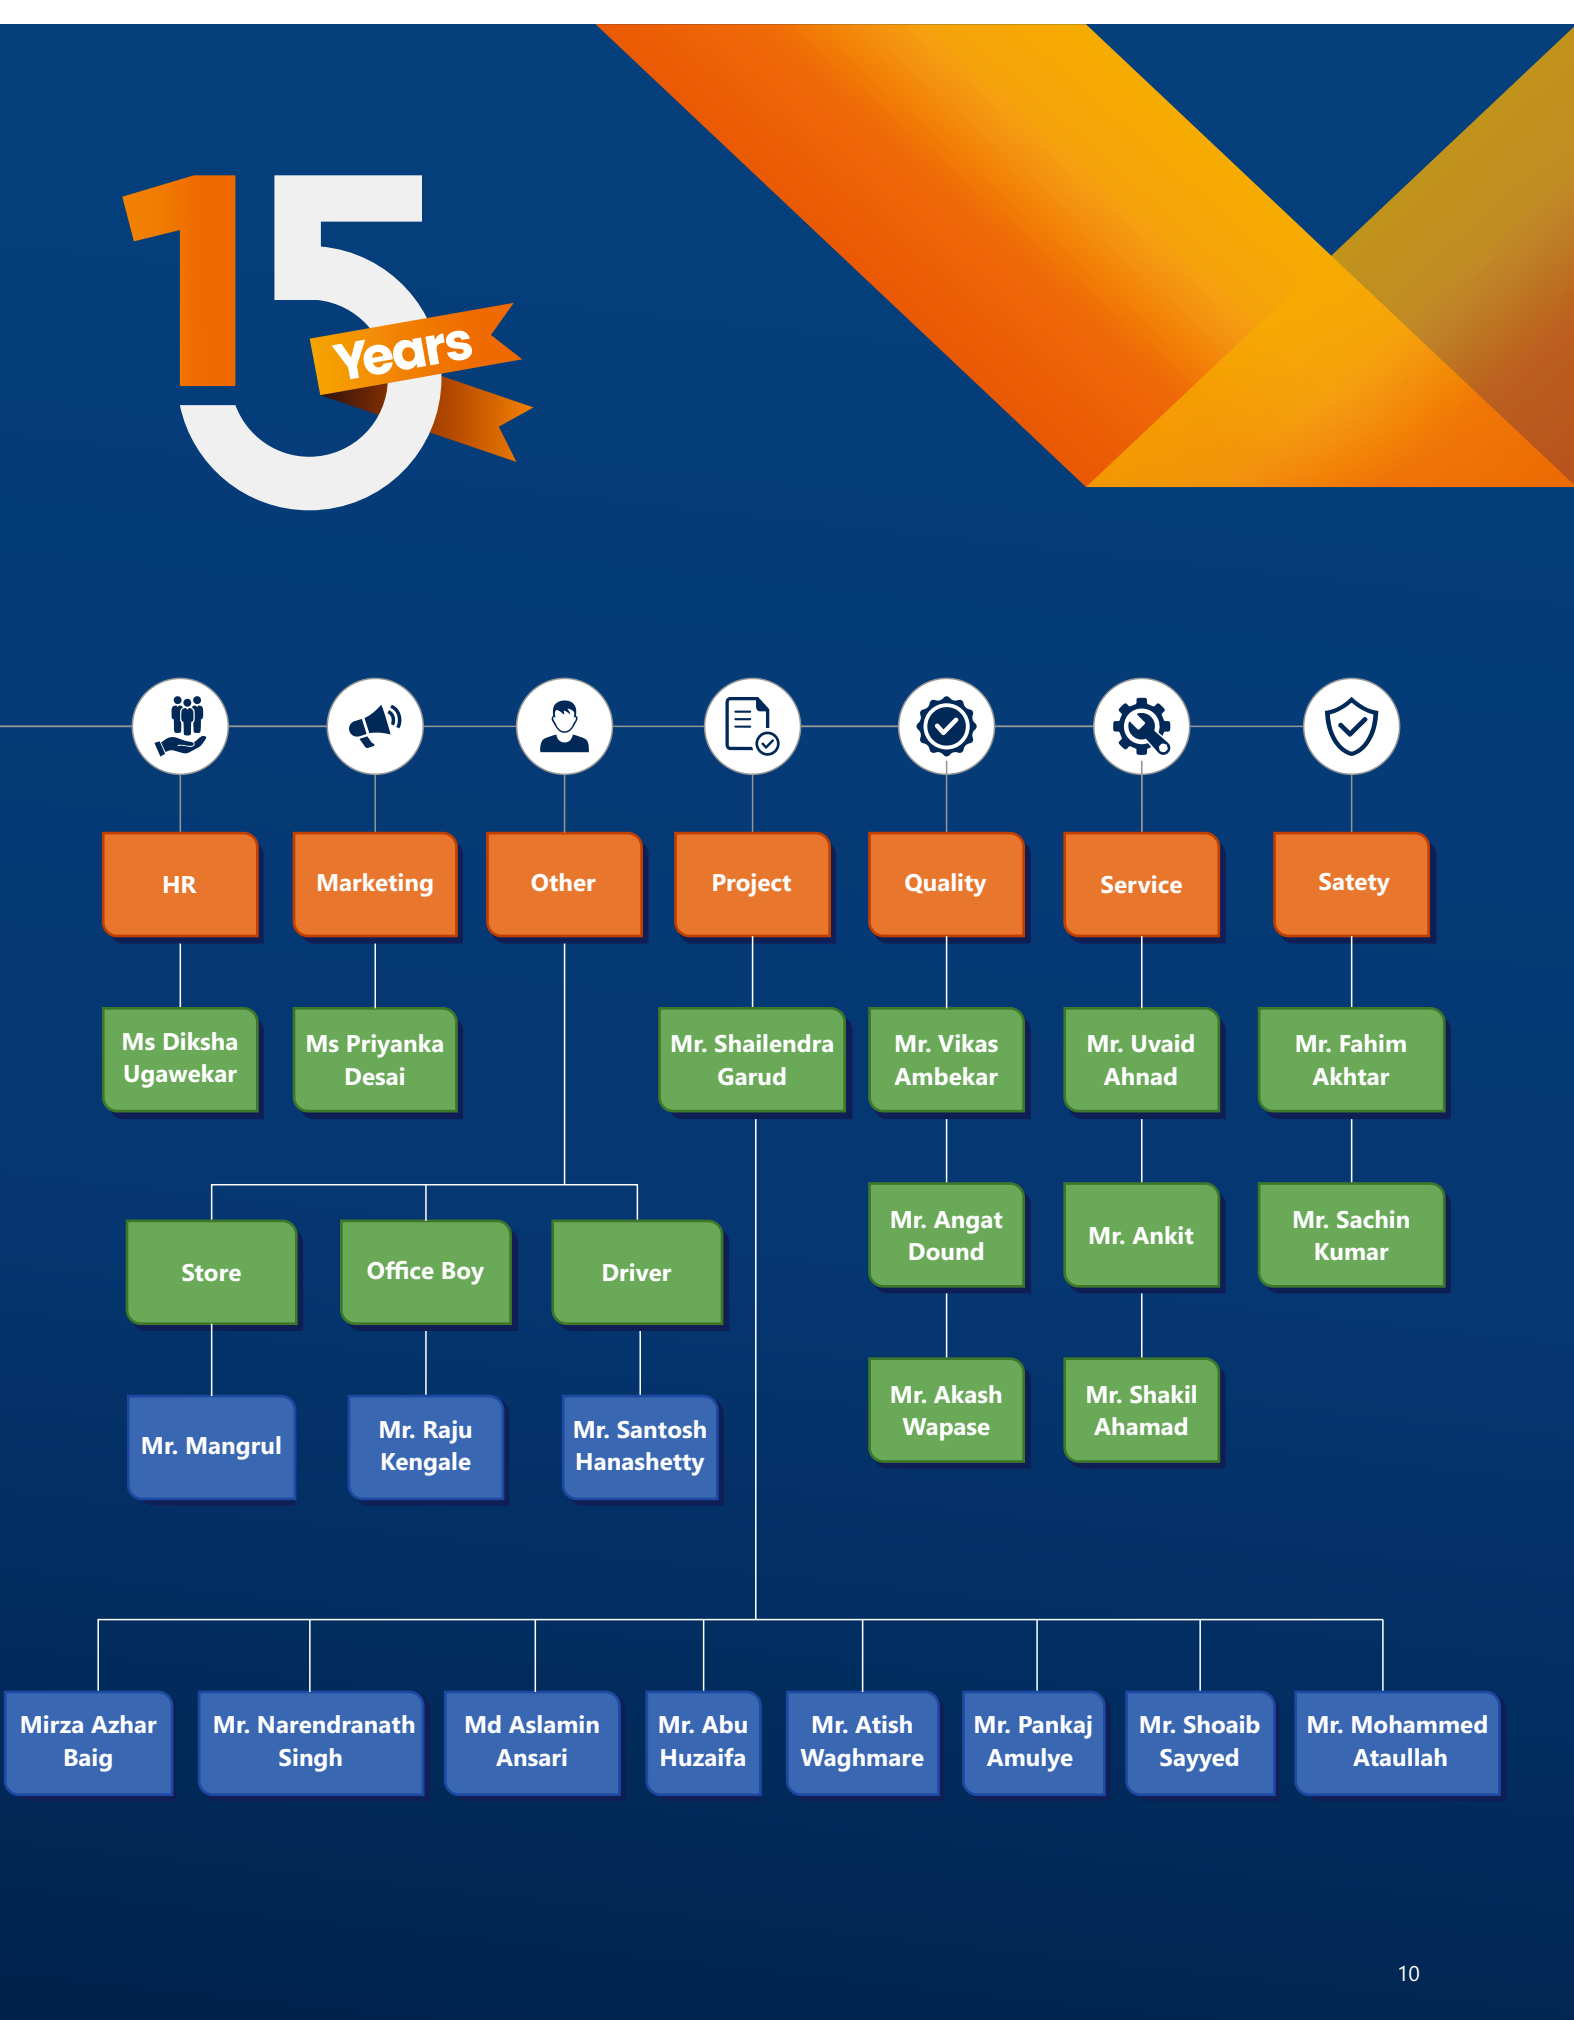 15
Years
HR
Marketing
Other
Project
Quality
Service
Satety
Ms Diksha
Ugawekar
Ms Priyanka
Desai
Mr. Shailendra
Garud
Mr. Vikas
Ambekar
Mr. Uvaid
Ahnad
Mr. Fahim
Akhtar
Mr. Angat
Dound
Mr. Ankit
Mr. Sachin
Kumar
Store
Office Boy
Driver
Mr. Akash
Wapase
Mr. Shakil
Ahamad
Mr. Mangrul
Mr. Raju
Kengale
Mr. Santosh
Hanashetty
Mirza Azhar
Baig
Mr. Narendranath
Singh
Md Aslamin
Ansari
Mr. Abu
Huzaifa
Mr. Atish
Waghmare
Mr. Pankaj
Amulye
Mr. Shoaib
Sayyed
Mr. Mohammed
Ataullah
10